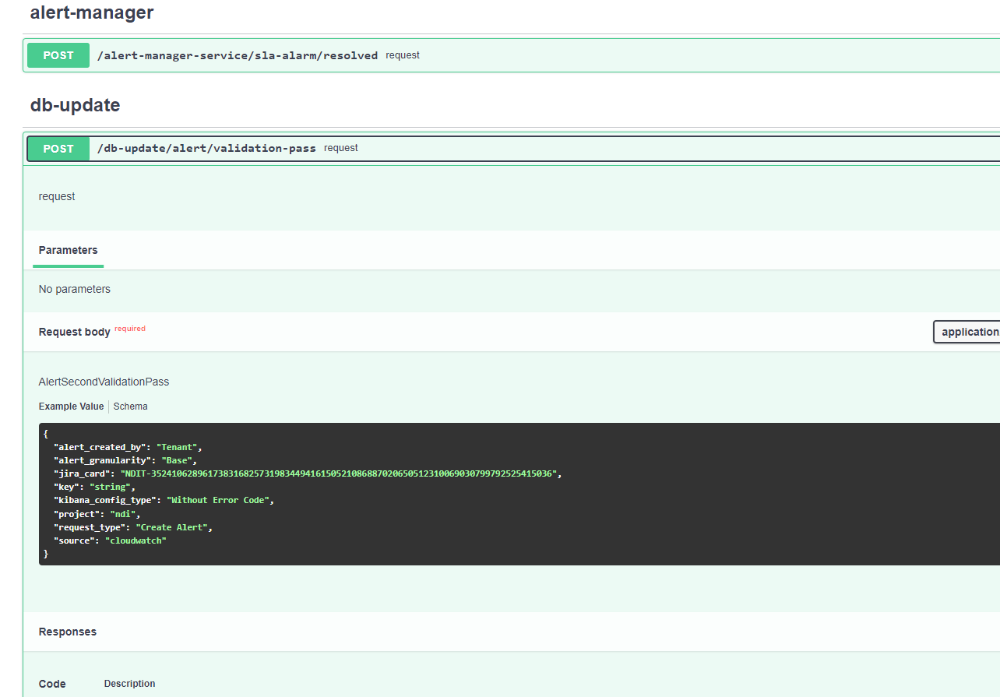 alert-manager
POST /alert-manager-service/sla-alarm/resolved request
db-update
POST /db-update/alert/validation-pass request
request
Parameters
No parameters
Request body required
application
AlertSecondValidationPass
Example Value Schema
{
"alert_created_by": "Tenant",
"alert_granularity": "Base",
"jira_card": "NDIT-35241062896173831682573198344941615052108688702065051231006903079979252541503​6",
"key": "string",
"kibana_config_type": "Without Error Code",
"project": "ndi",
"request_type": "Create Alert",
"source": "cloudwatch"
}
Responses
Code Description